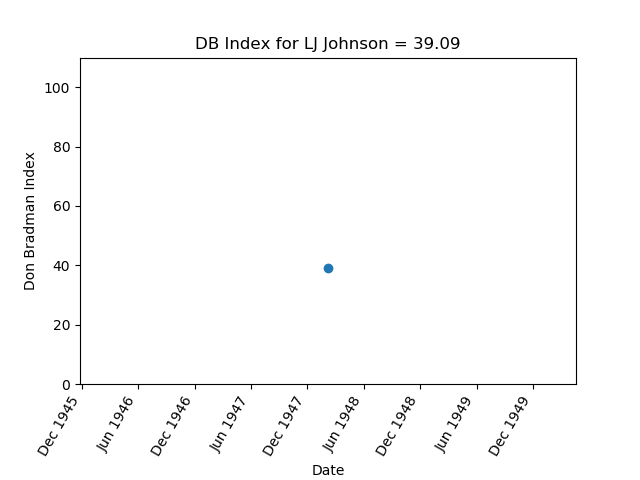 DB Index for LJ Johnson = 39.09
100
80
60
40
20
0
Don Bradman Index
Dec 1945
Jun 1946
Dec 1946
Jun 1947
Dec 1947
Jun 1948
Dec 1948
Jun 1949
Dec 1949
Date